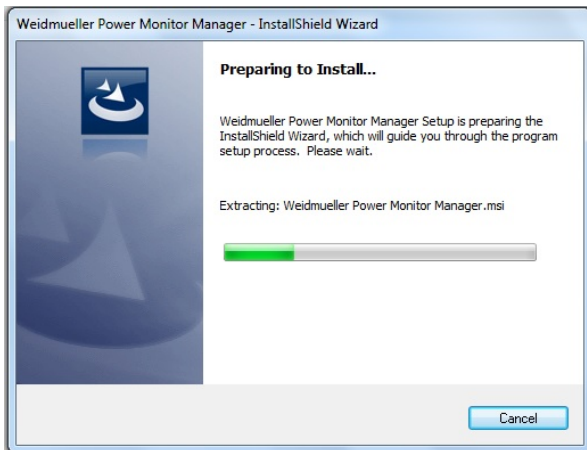 Weidmueller Power Monitor Manager - InstallShield Wizard
Preparing to Install...
Weidmueller Power Monitor Manager Setup is preparing the
InstallShield Wizard, which will guide you through the program
setup process.  Please wait.
Extracting: Weidmueller Power Monitor Manager.msi
Cancel